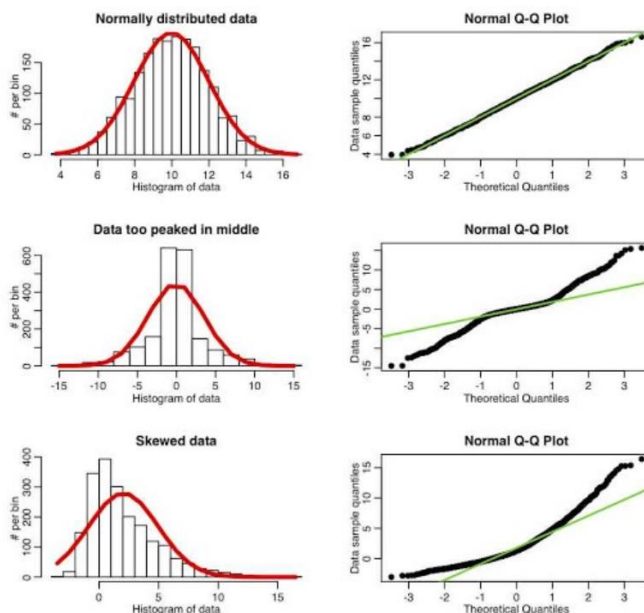 Normally distributed data
# per bin
0 50 100 150
4 6 8 10 12 14 16
Histogram of data
Normal Q-Q Plot
Data sample quantiles
4 8 12 16
-3 -2 -1 0 1 2 3
Theoretical Quantiles
Data too peaked in middle
# per bin
0 200 400 600
-15 -10 -5 0 5 10 15
Histogram of data
Normal Q-Q Plot
Data sample quantiles
-15 -5 0 5 10
-3 -2 -1 0 1 2 3
Theoretical Quantiles
Skewed data
# per bin
0 100 200 300 400
0 5 10 15
Histogram of data
Normal Q-Q Plot
Data sample quantiles
0 5 10 15
-3 -2 -1 0 1 2 3
Theoretical Quantiles